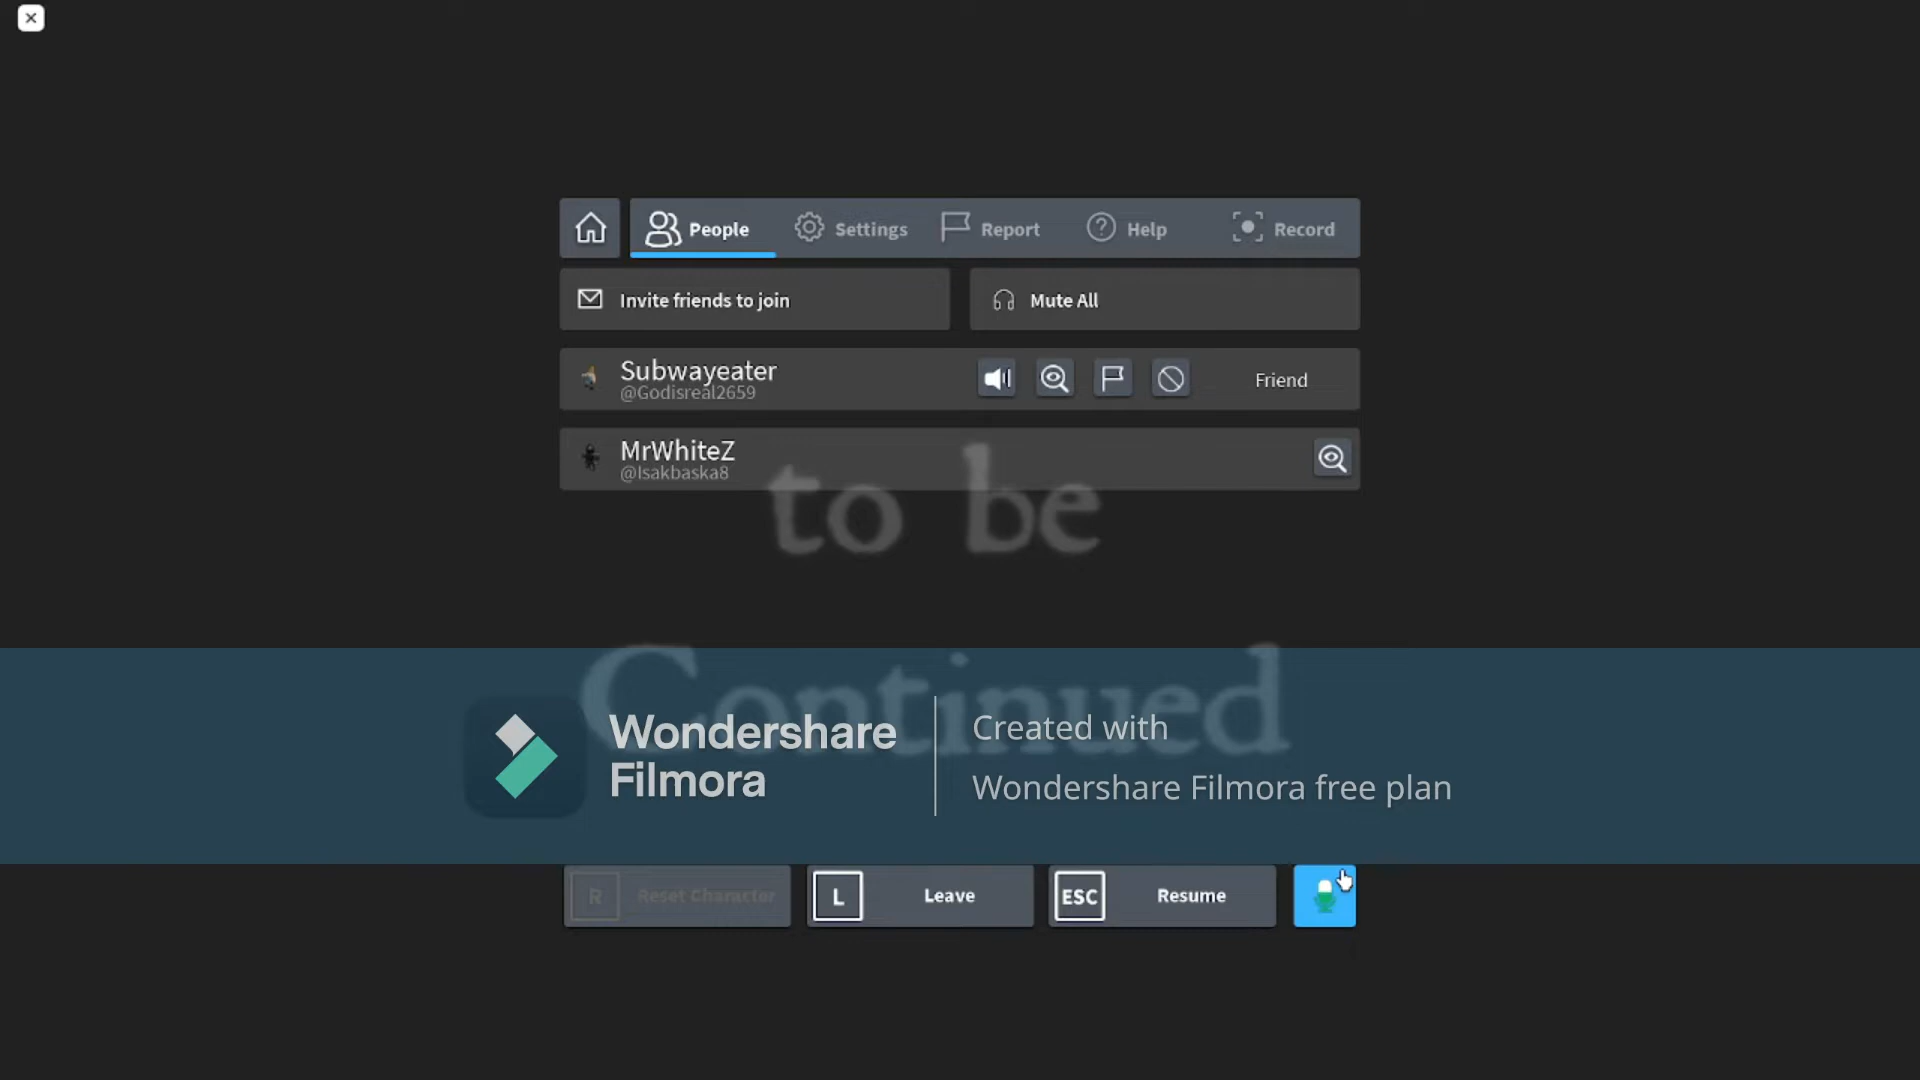 People
Settings
Report
Help
Record
Invite friends to join
Mute All
Subwayeater
@Godisreal2659
Friend
MrWhiteZ
@Isakbaska8
to be
Continued
Wondershare
Filmora
Created with
Wondershare Filmora free plan
R Reset Character
L Leave
ESC Resume